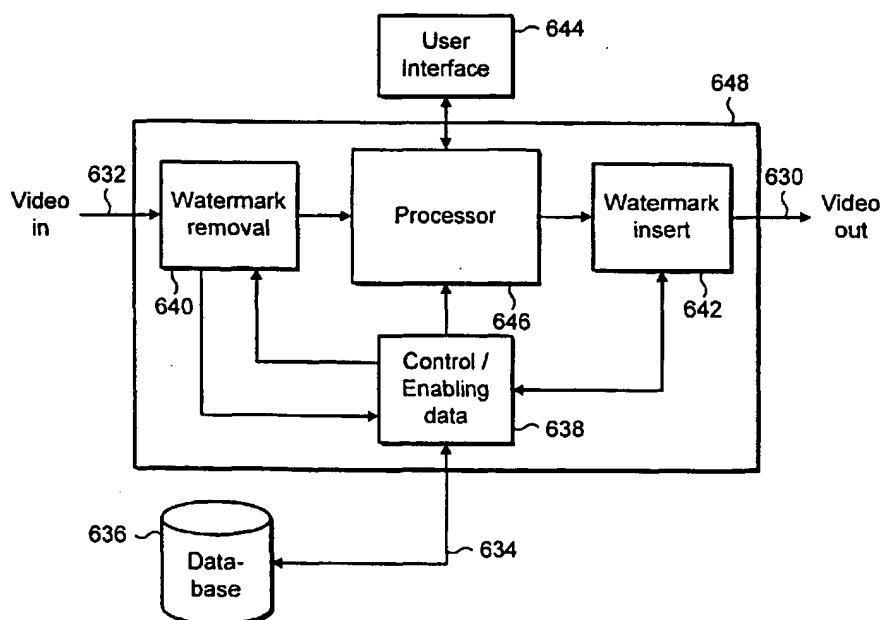 User
Interface
644
648
632
Video
in
Watermark
removal
Processor
Watermark
insert
630
Video
out
640
646
642
Control /
Enabling
data
638
636
Data-
base
634